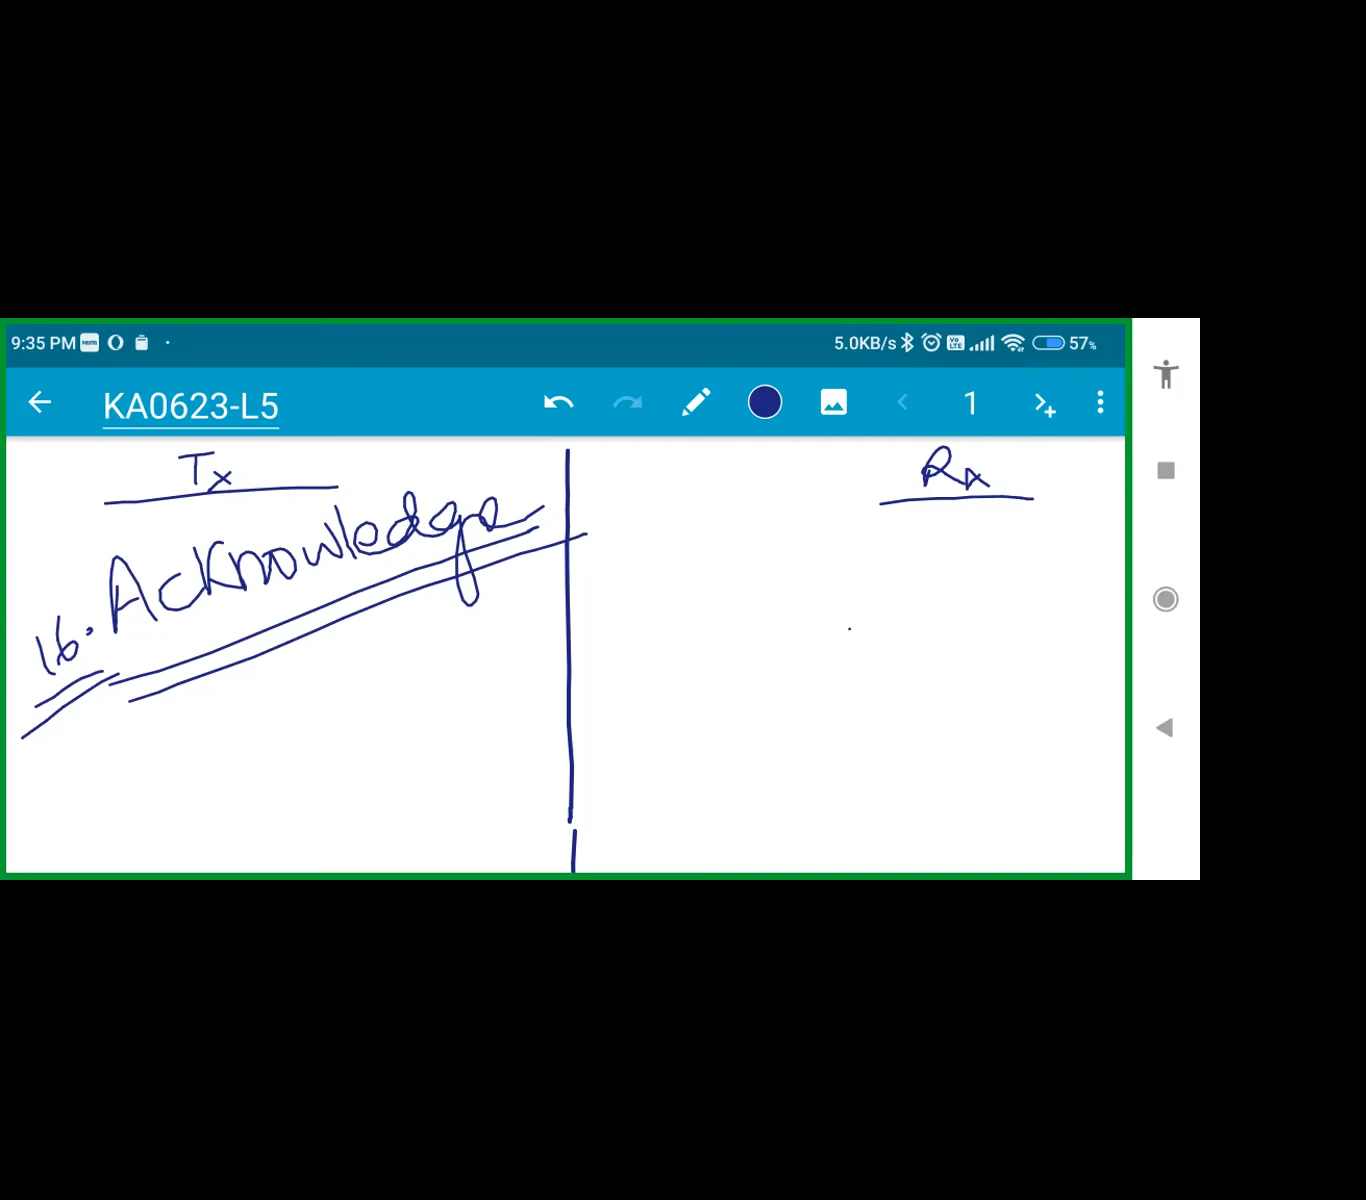 9:35 PM 5.0KB/s 57%
KA0623-L5 1
Tx Rx
16. Acknowledge